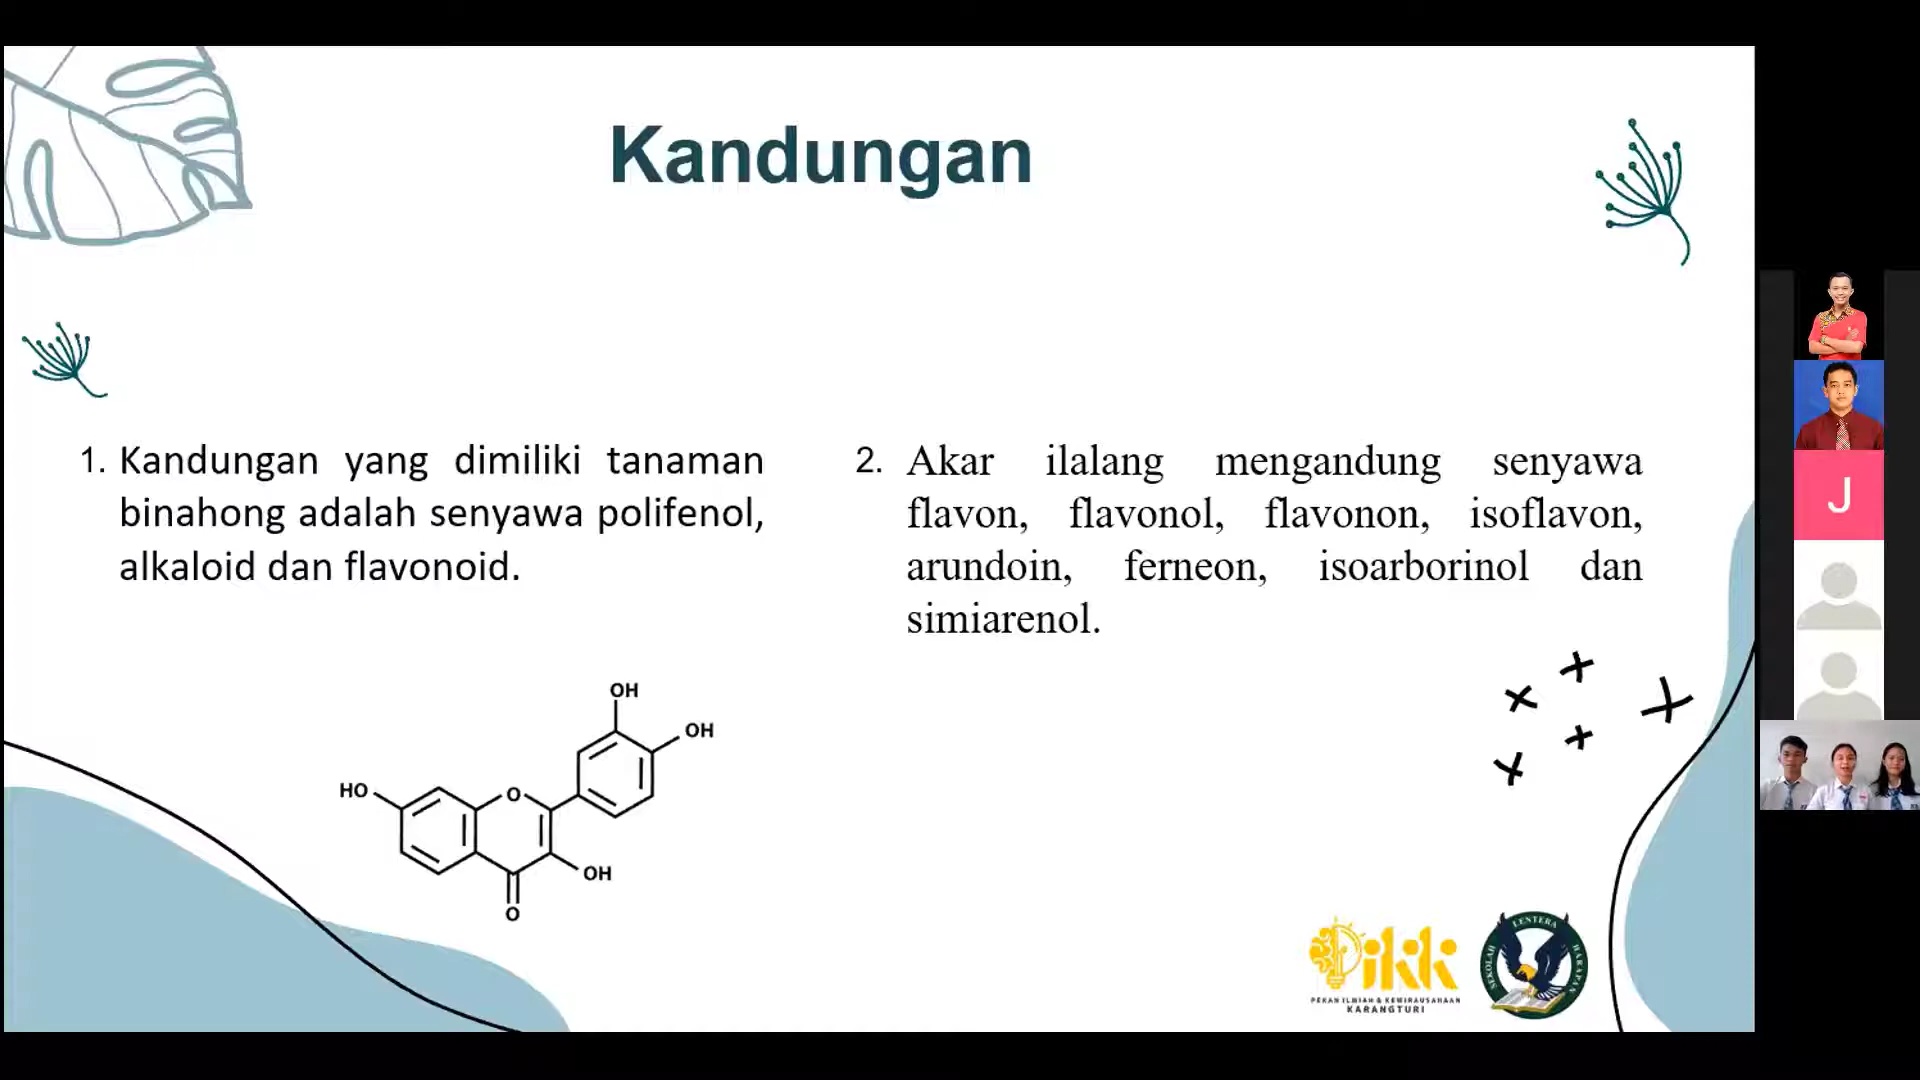 Kandungan
1. Kandungan yang dimiliki tanaman
binahong adalah senyawa polifenol,
alkaloid dan flavonoid.
2. Akar ilalang mengandung senyawa
flavon, flavonol, flavonon, isoflavon,
arundoin, ferneon, isoarborinol dan
simiarenol.
OH
OH
HO
O
OH
O
J
Pikk
PEKAN ILMIAH & KEWIRAUSAHAAN
KARANGTURI
SEKOLAH LENTERA HARAPAN